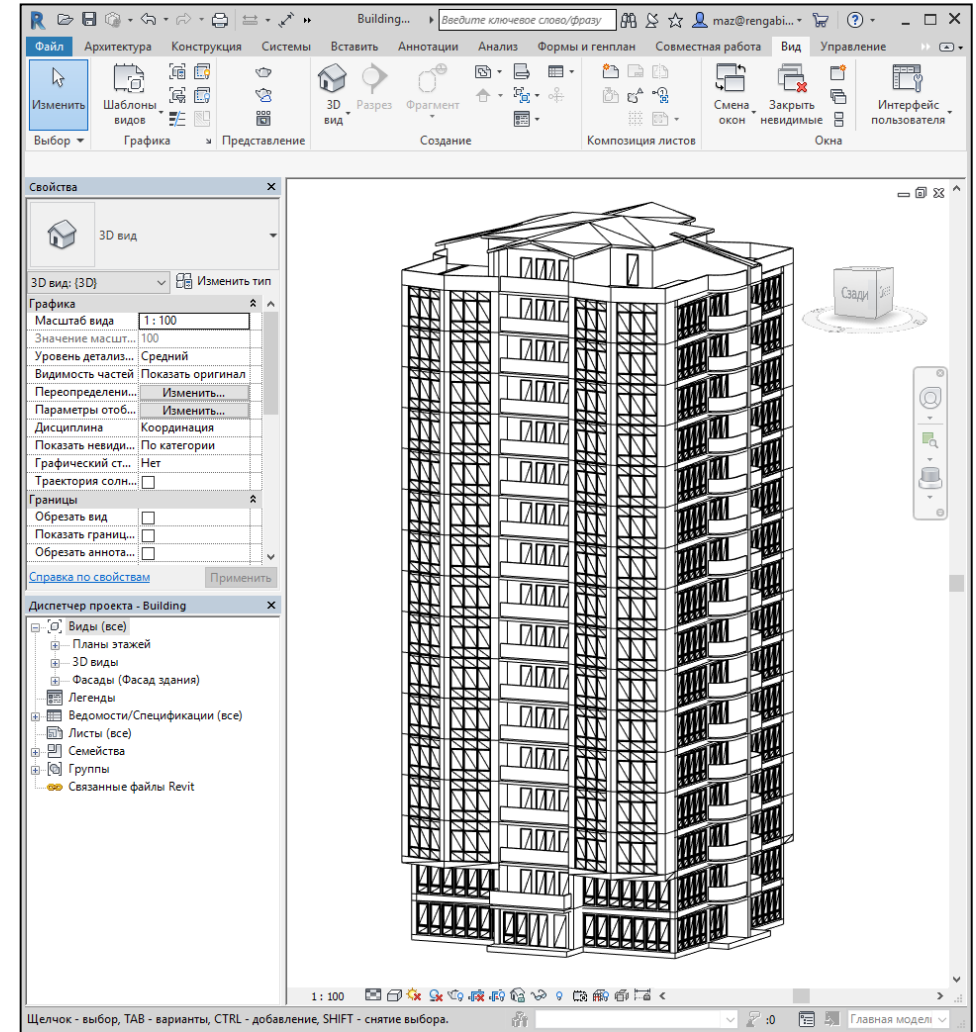 Building... Введите ключевое слово/фразу maz@rengabi...
Файл Архитектура Конструкция Системы Вставить Аннотации Анализ Формы и генплан Совместная работа Вид Управление
Изменить
Шаблоны видов
3D вид
Разрез
Фрагмент
Смена окон
Закрыть невидимые
Интерфейс пользователя
Выбор Графика Представление Создание Композиция листов Окна
Свойства
3D вид
3D вид: {3D} Изменить тип
Графика
Масштаб вида 1 : 100
Значение масшт... 100
Уровень детализ... Средний
Видимость частей Показать оригинал
Переопределени... Изменить...
Параметры отоб... Изменить...
Дисциплина Координация
Показать невиди... По категории
Графический ст... Нет
Траектория солн...
Границы
Обрезать вид
Показать границ...
Обрезать аннота...
Справка по свойствам Применить
Диспетчер проекта - Building
Виды (все)
Планы этажей
3D виды
Фасады (Фасад здания)
Легенды
Ведомости/Спецификации (все)
Листы (все)
Семейства
Группы
Связанные файлы Revit
Сзади
1 : 100
Щелчок - выбор, TAB - варианты, CTRL - добавление, SHIFT - снятие выбора. :0 Главная модель